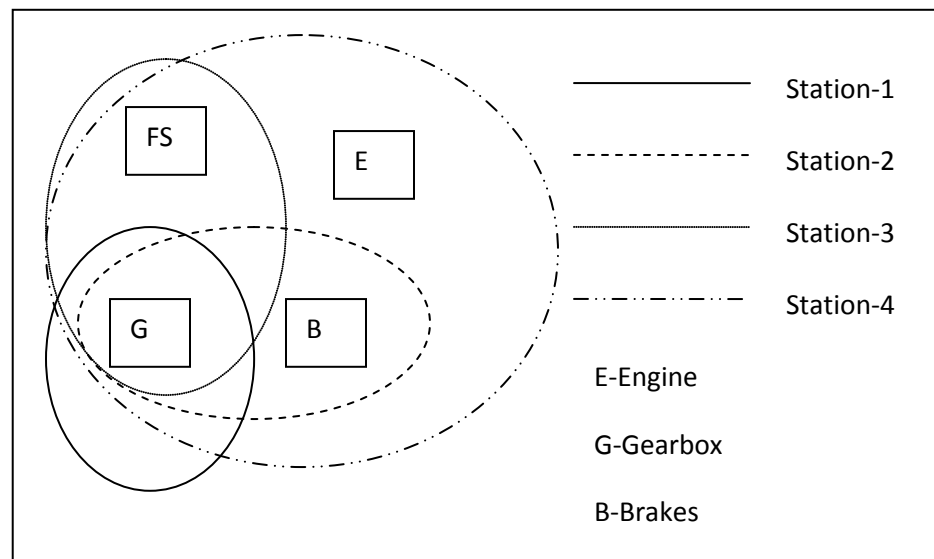 FS
E
G
B
Station-1
Station-2
Station-3
Station-4
E-Engine
G-Gearbox
B-Brakes